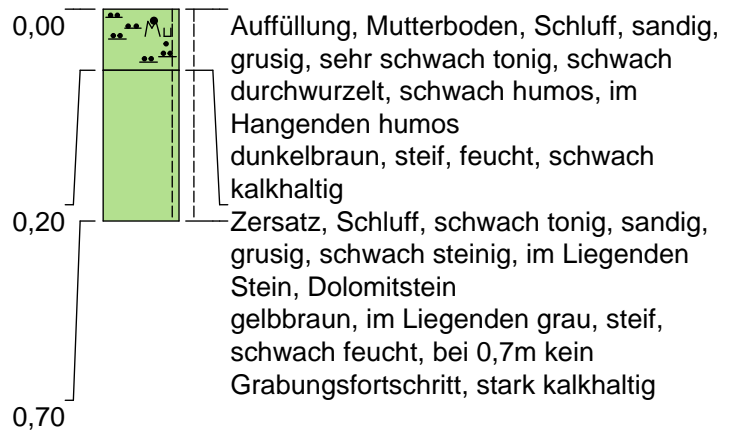 0,00
Auffüllung, Mutterboden, Schluff, sandig,
grusig, sehr schwach tonig, schwach
durchwurzelt, schwach humos, im
Hangenden humos
dunkelbraun, steif, feucht, schwach
kalkhaltig
0,20
Zersatz, Schluff, schwach tonig, sandig,
grusig, schwach steinig, im Liegenden
Stein, Dolomitstein
gelbbraun, im Liegenden grau, steif,
schwach feucht, bei 0,7m kein
Grabungsfortschritt, stark kalkhaltig
0,70